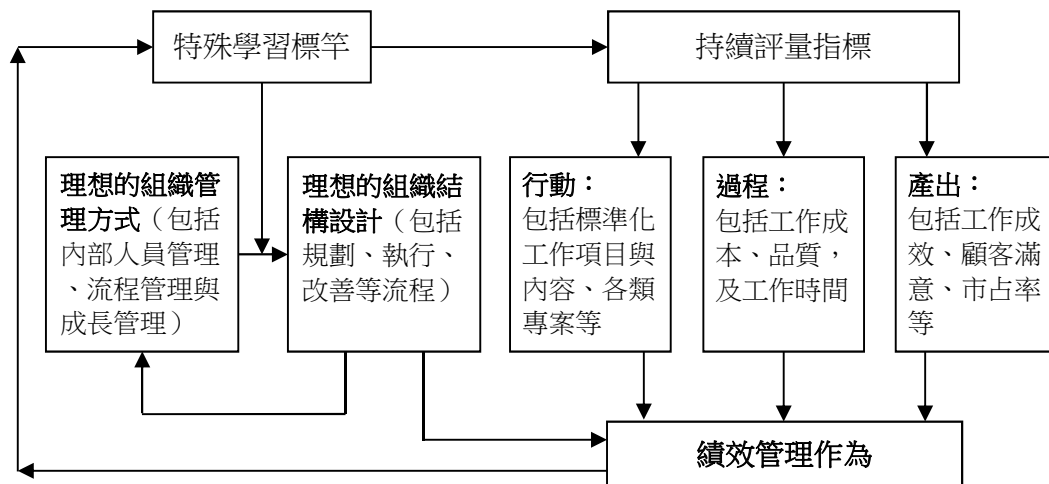 特殊學習標竿
持續評量指標
理想的組織管
理方式（包括
內部人員管理
、流程管理與
成長管理）
理想的組織結
構設計（包括
規劃、執行、
改善等流程）
行動：
包括標準化
工作項目與
內容、各類
專案等
過程：
包括工作成
本、品質，
及工作時間
產出：
包括工作成
效、顧客滿
意、市占率
等
績效管理作為